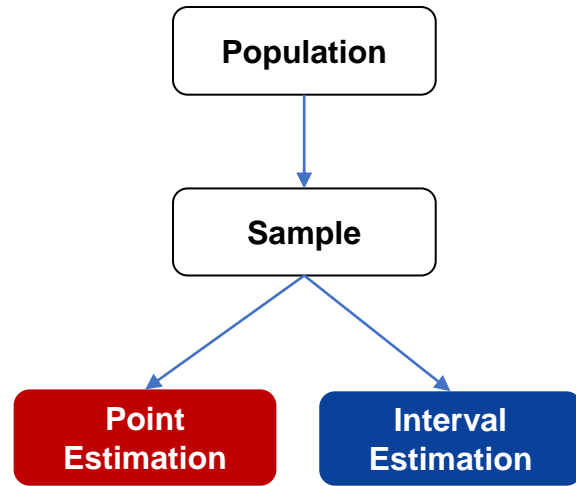 Population
Sample
Point
Estimation
Interval
Estimation